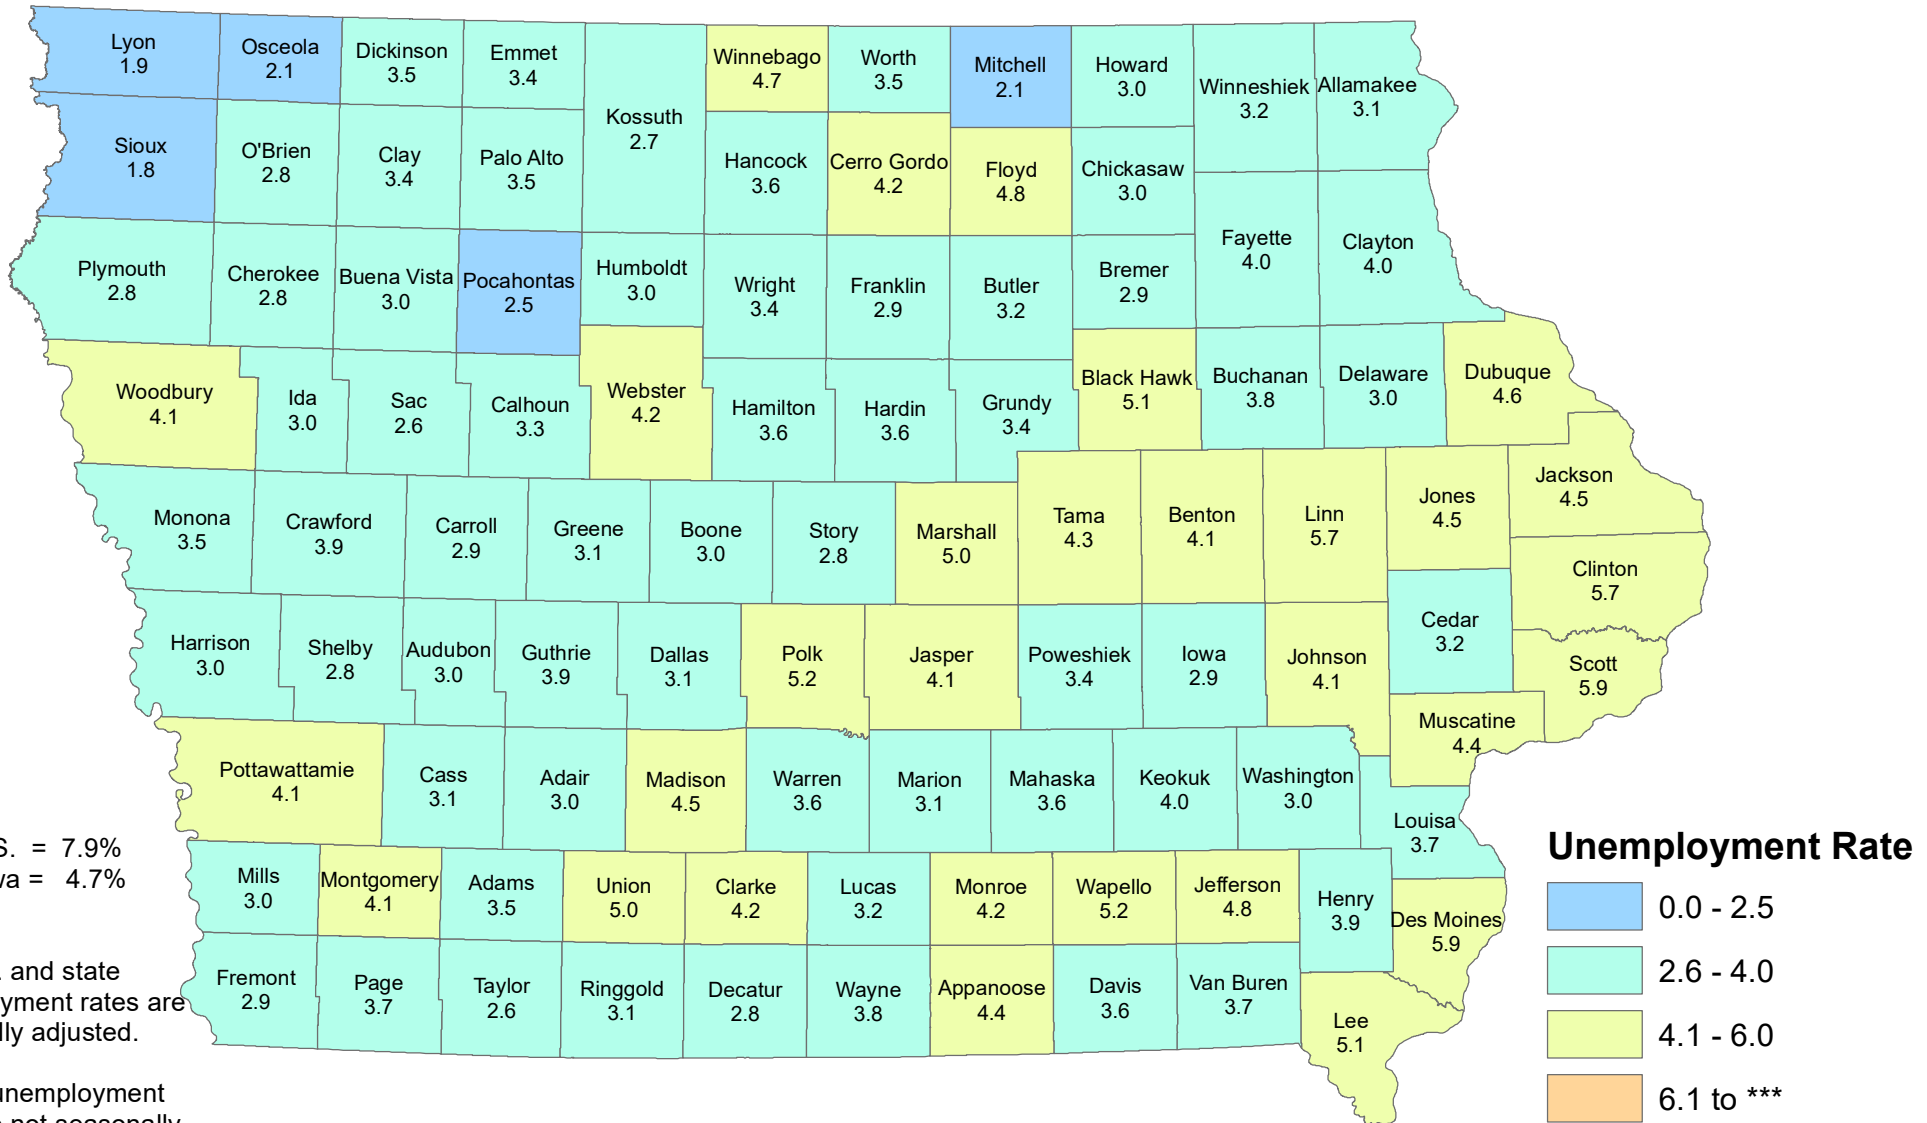 Lyon
1.9
Osceola
2.1
Dickinson
3.5
Emmet
3.4
Kossuth
2.7
Winnebago
4.7
Worth
3.5
Mitchell
2.1
Howard
3.0
Winneshiek
3.2
Allamakee
3.1
Sioux
1.8
O'Brien
2.8
Clay
3.4
Palo Alto
3.5
Hancock
3.6
Cerro Gordo
4.2
Floyd
4.8
Chickasaw
3.0
Fayette
4.0
Clayton
4.0
Plymouth
2.8
Cherokee
2.8
Buena Vista
3.0
Pocahontas
2.5
Humboldt
3.0
Wright
3.4
Franklin
2.9
Butler
3.2
Bremer
2.9
Woodbury
4.1
Ida
3.0
Sac
2.6
Calhoun
3.3
Webster
4.2
Hamilton
3.6
Hardin
3.6
Grundy
3.4
Black Hawk
5.1
Buchanan
3.8
Delaware
3.0
Dubuque
4.6
Monona
3.5
Crawford
3.9
Carroll
2.9
Greene
3.1
Boone
3.0
Story
2.8
Marshall
5.0
Tama
4.3
Benton
4.1
Linn
5.7
Jones
4.5
Jackson
4.5
Clinton
5.7
Harrison
3.0
Shelby
2.8
Audubon
3.0
Guthrie
3.9
Dallas
3.1
Polk
5.2
Jasper
4.1
Poweshiek
3.4
Iowa
2.9
Johnson
4.1
Cedar
3.2
Scott
5.9
Muscatine
4.4
Pottawattamie
4.1
Cass
3.1
Adair
3.0
Madison
4.5
Warren
3.6
Marion
3.1
Mahaska
3.6
Keokuk
4.0
Washington
3.0
Louisa
3.7
Mills
3.0
Montgomery
4.1
Adams
3.5
Union
5.0
Clarke
4.2
Lucas
3.2
Monroe
4.2
Wapello
5.2
Jefferson
4.8
Henry
3.9
Des Moines
5.9
Fremont
2.9
Page
3.7
Taylor
2.6
Ringgold
3.1
Decatur
2.8
Wayne
3.8
Appanoose
4.4
Davis
3.6
Van Buren
3.7
Lee
5.1
S. = 7.9%
wa = 4.7%
. and state
yment rates are
lly adjusted.
unemployment
not seasonally
Unemployment Rate
0.0 - 2.5
2.6 - 4.0
4.1 - 6.0
6.1 to ***